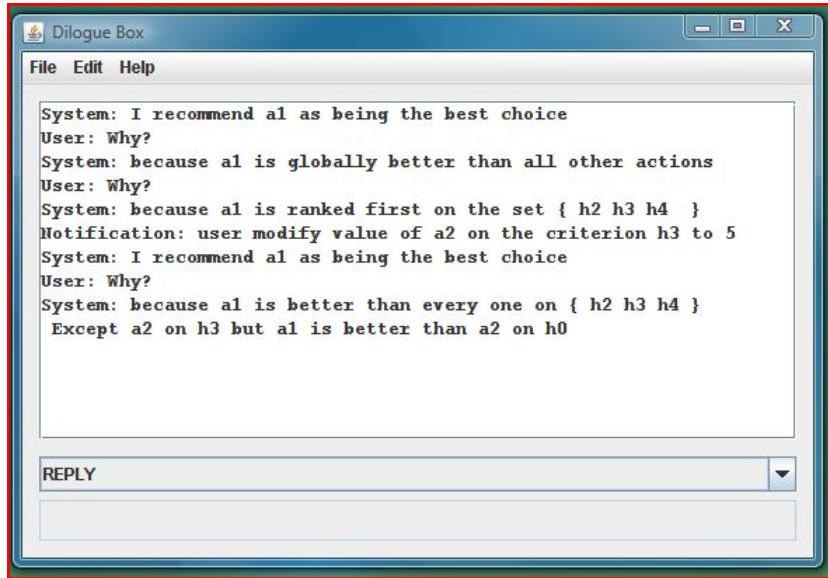 Dilogue Box
File Edit Help
System: I recommend a1 as being the best choice
User: Why?
System: because a1 is globally better than all other actions
User: Why?
System: because a1 is ranked first on the set { h2 h3 h4 }
Notification: user modify value of a2 on the criterion h3 to 5
System: I recommend a1 as being the best choice
User: Why?
System: because a1 is better than every one on { h2 h3 h4 }
Except a2 on h3 but a1 is better than a2 on h0
REPLY